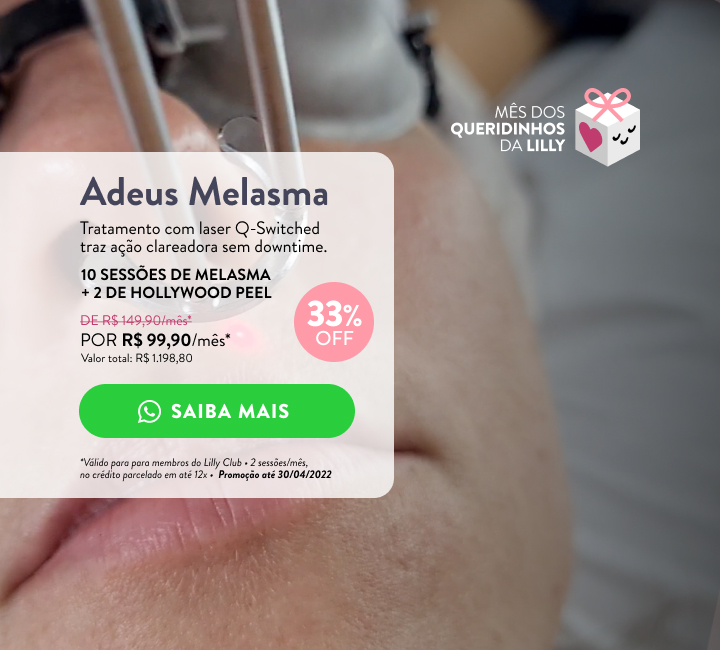 MÊS DOS
QUERIDINHOS
DA LILLY
Adeus Melasma
Tratamento com laser Q-Switched
traz ação clareadora sem downtime.
10 SESSÕES DE MELASMA
+ 2 DE HOLLYWOOD PEEL
DE R$ 149,90/mês*
POR R$ 99,90/mês*
Valor total: R$ 1.198,80
33%
OFF
SAIBA MAIS
*Válido para para membros do Lilly Club • 2 sessões/mês,
no crédito parcelado em até 12x • Promoção até 30/04/2022